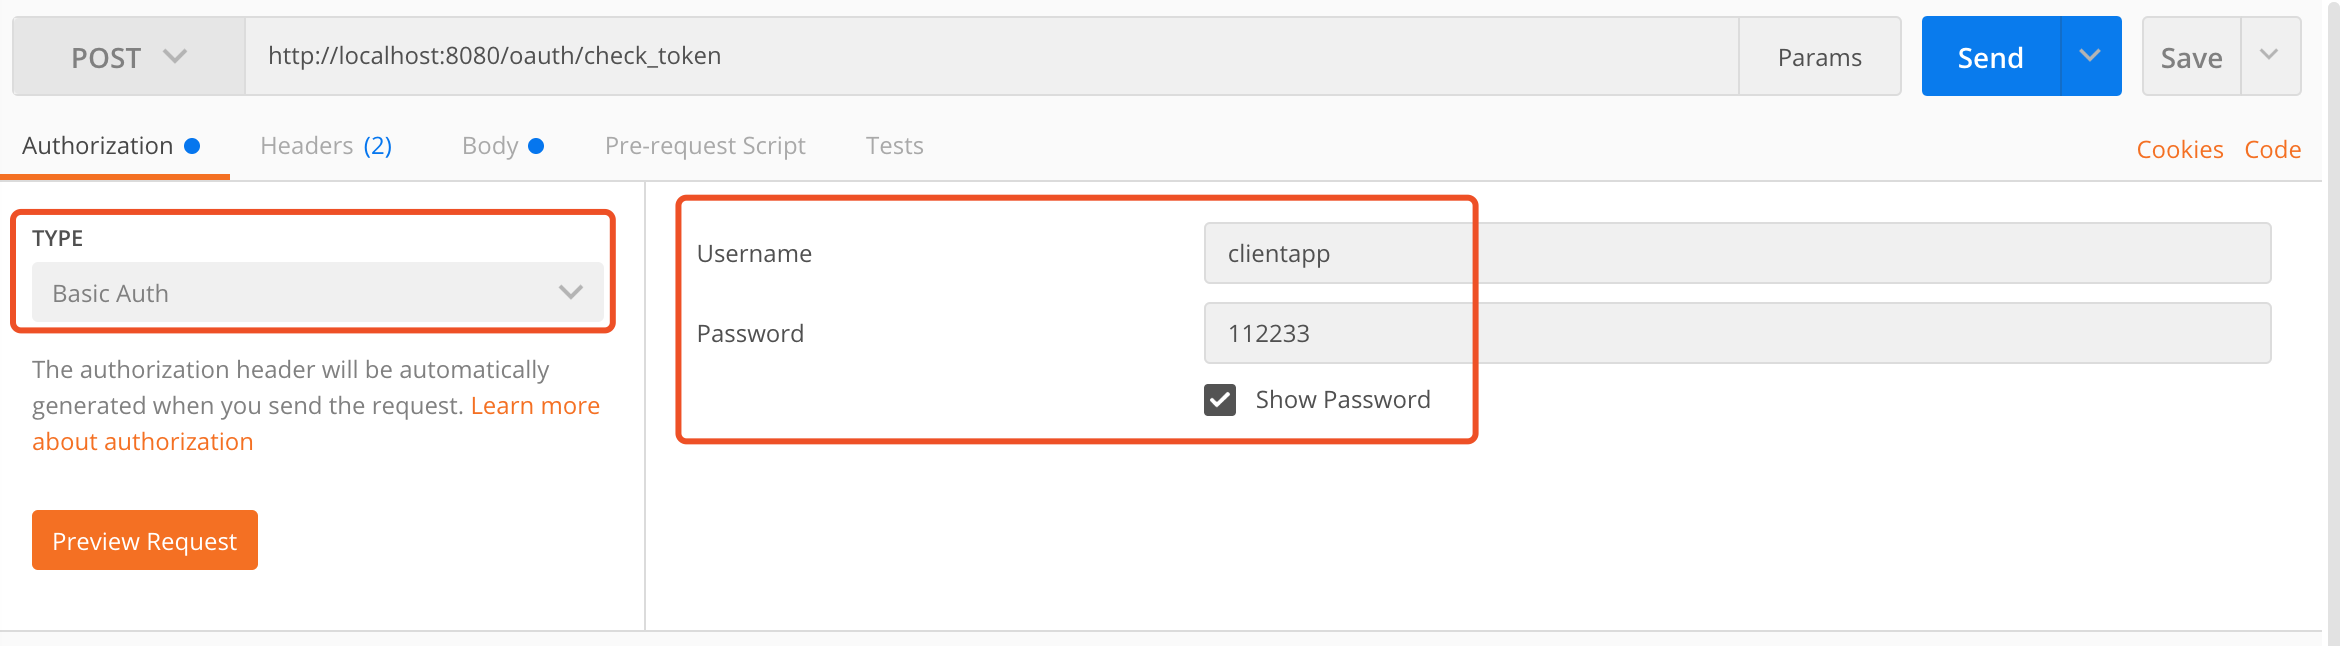 POST http://localhost:8080/oauth/check_token Params Send Save
Authorization Headers (2) Body Pre-request Script Tests Cookies Code
TYPE
Basic Auth
The authorization header will be automatically
generated when you send the request. Learn more
about authorization
Preview Request
Username clientapp
Password 112233
Show Password